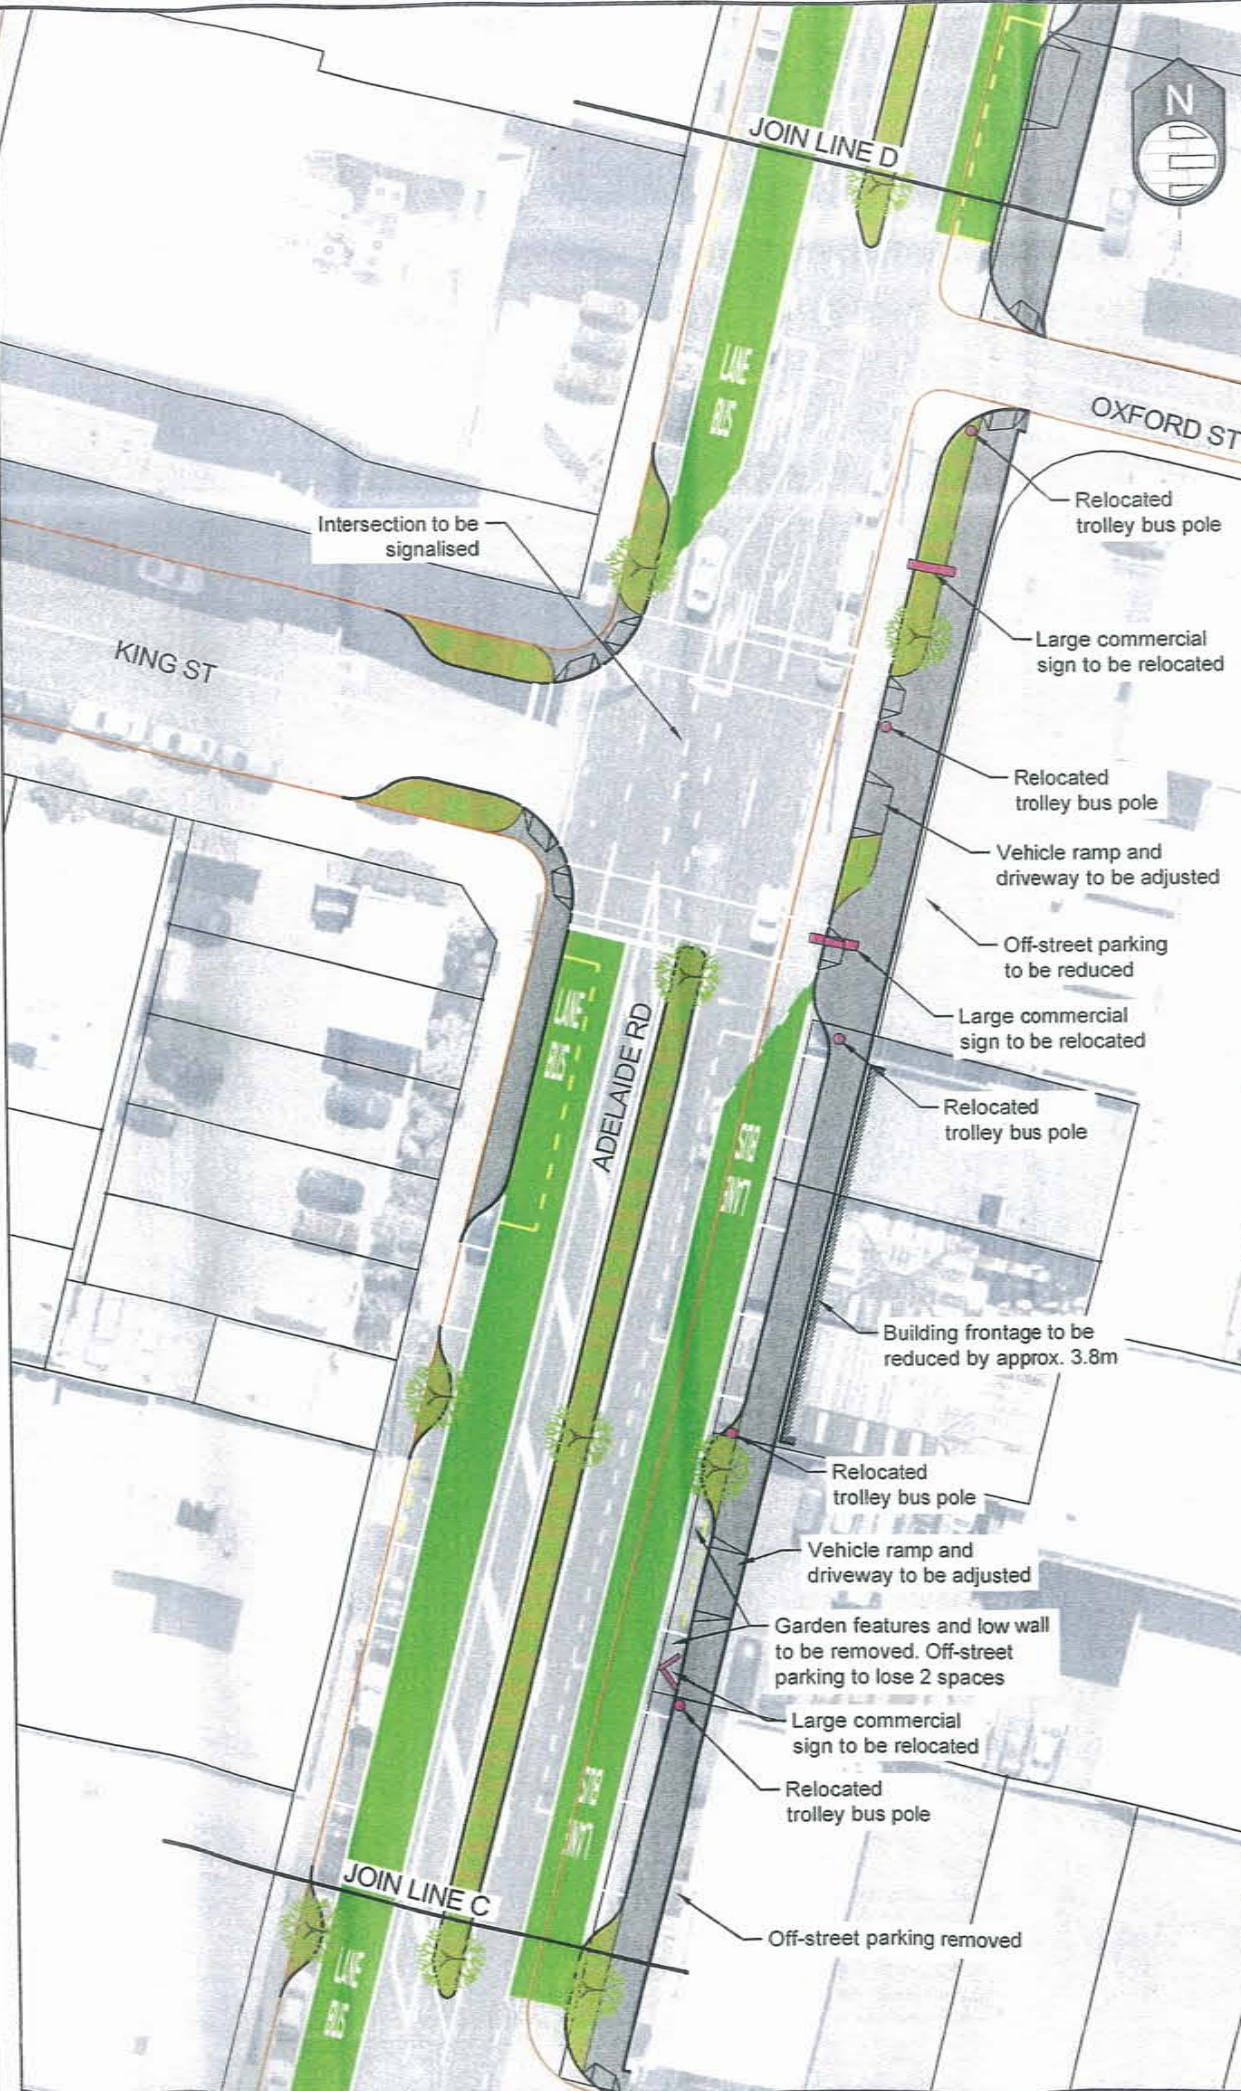 N
JOIN LINE D
LANE
BUS
OXFORD ST
Relocated
trolley bus pole
Intersection to be
signalised
Large commercial
sign to be relocated
KING ST
Relocated
trolley bus pole
Vehicle ramp and
driveway to be adjusted
Off-street parking
to be reduced
LANE
BUS
ADELAIDE RD
Large commercial
sign to be relocated
Relocated
trolley bus pole
BUS
LANE
Building frontage to be
reduced by approx. 3.8m
Relocated
trolley bus pole
Vehicle ramp and
driveway to be adjusted
Garden features and low wall
to be removed. Off-street
parking to lose 2 spaces
Large commercial
sign to be relocated
BUS
LANE
Relocated
trolley bus pole
JOIN LINE C
Off-street parking removed
LANE
BUS